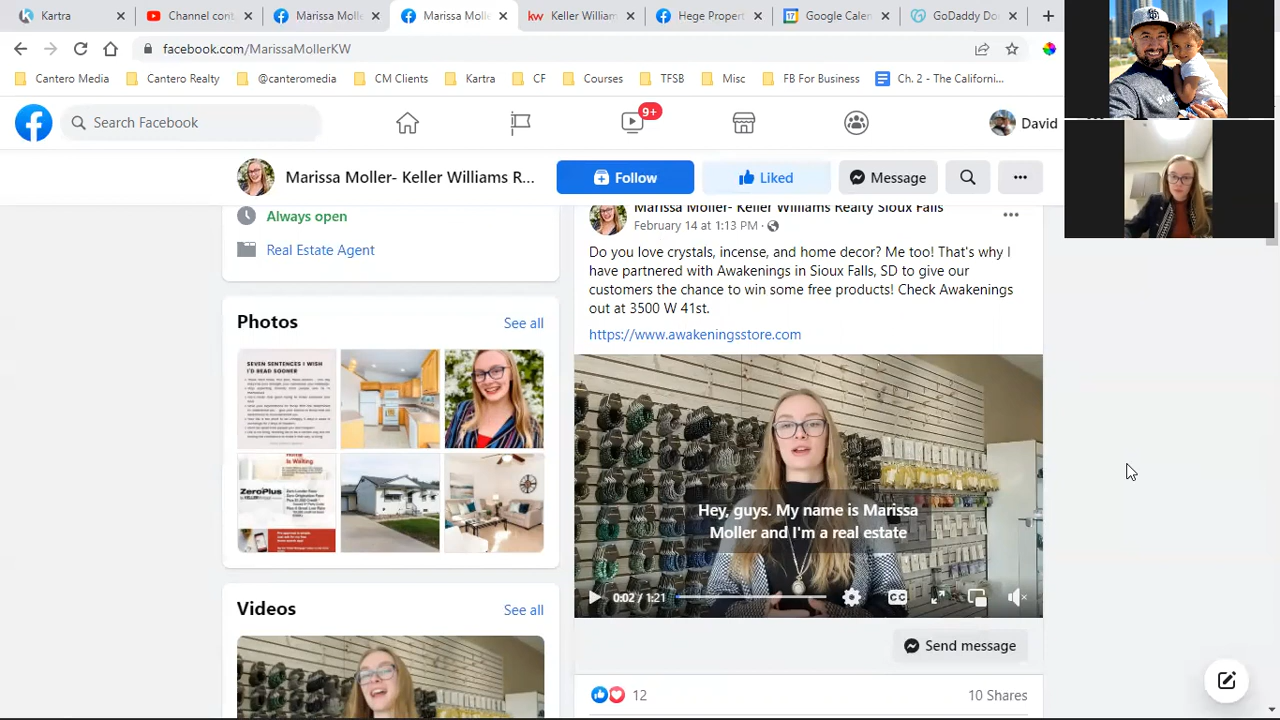 Kartra
Channel cont
Marissa Molle
Marissa Molle
Keller William
Hege Propert
Google Calen
GoDaddy Do
facebook.com/MarissaMollerKW
Cantero Media
Cantero Realty
@canteromedia
CM Clients
Kartra
CF
Courses
TFSB
Misc
FB For Business
Ch. 2 - The Californi...
Search Facebook
9+
David
Marissa Moller- Keller Williams R...
Follow
Liked
Message
Always open
Real Estate Agent
Photos
See all
SEVEN SENTENCES I WISH
I'D READ SOONER
Is Waiting
ZeroPlus
Videos
See all
Marissa Moller- Keller Williams Realty Sioux Falls
February 14 at 1:13 PM
Do you love crystals, incense, and home decor? Me too! That's why I
have partnered with Awakenings in Sioux Falls, SD to give our
customers the chance to win some free products! Check Awakenings
out at 3500 W 41st.
https://www.awakeningsstore.com
Hey, guys. My name is Marissa
Moller and I'm a real estate
0:02 / 1:21
CC
Send message
12
10 Shares